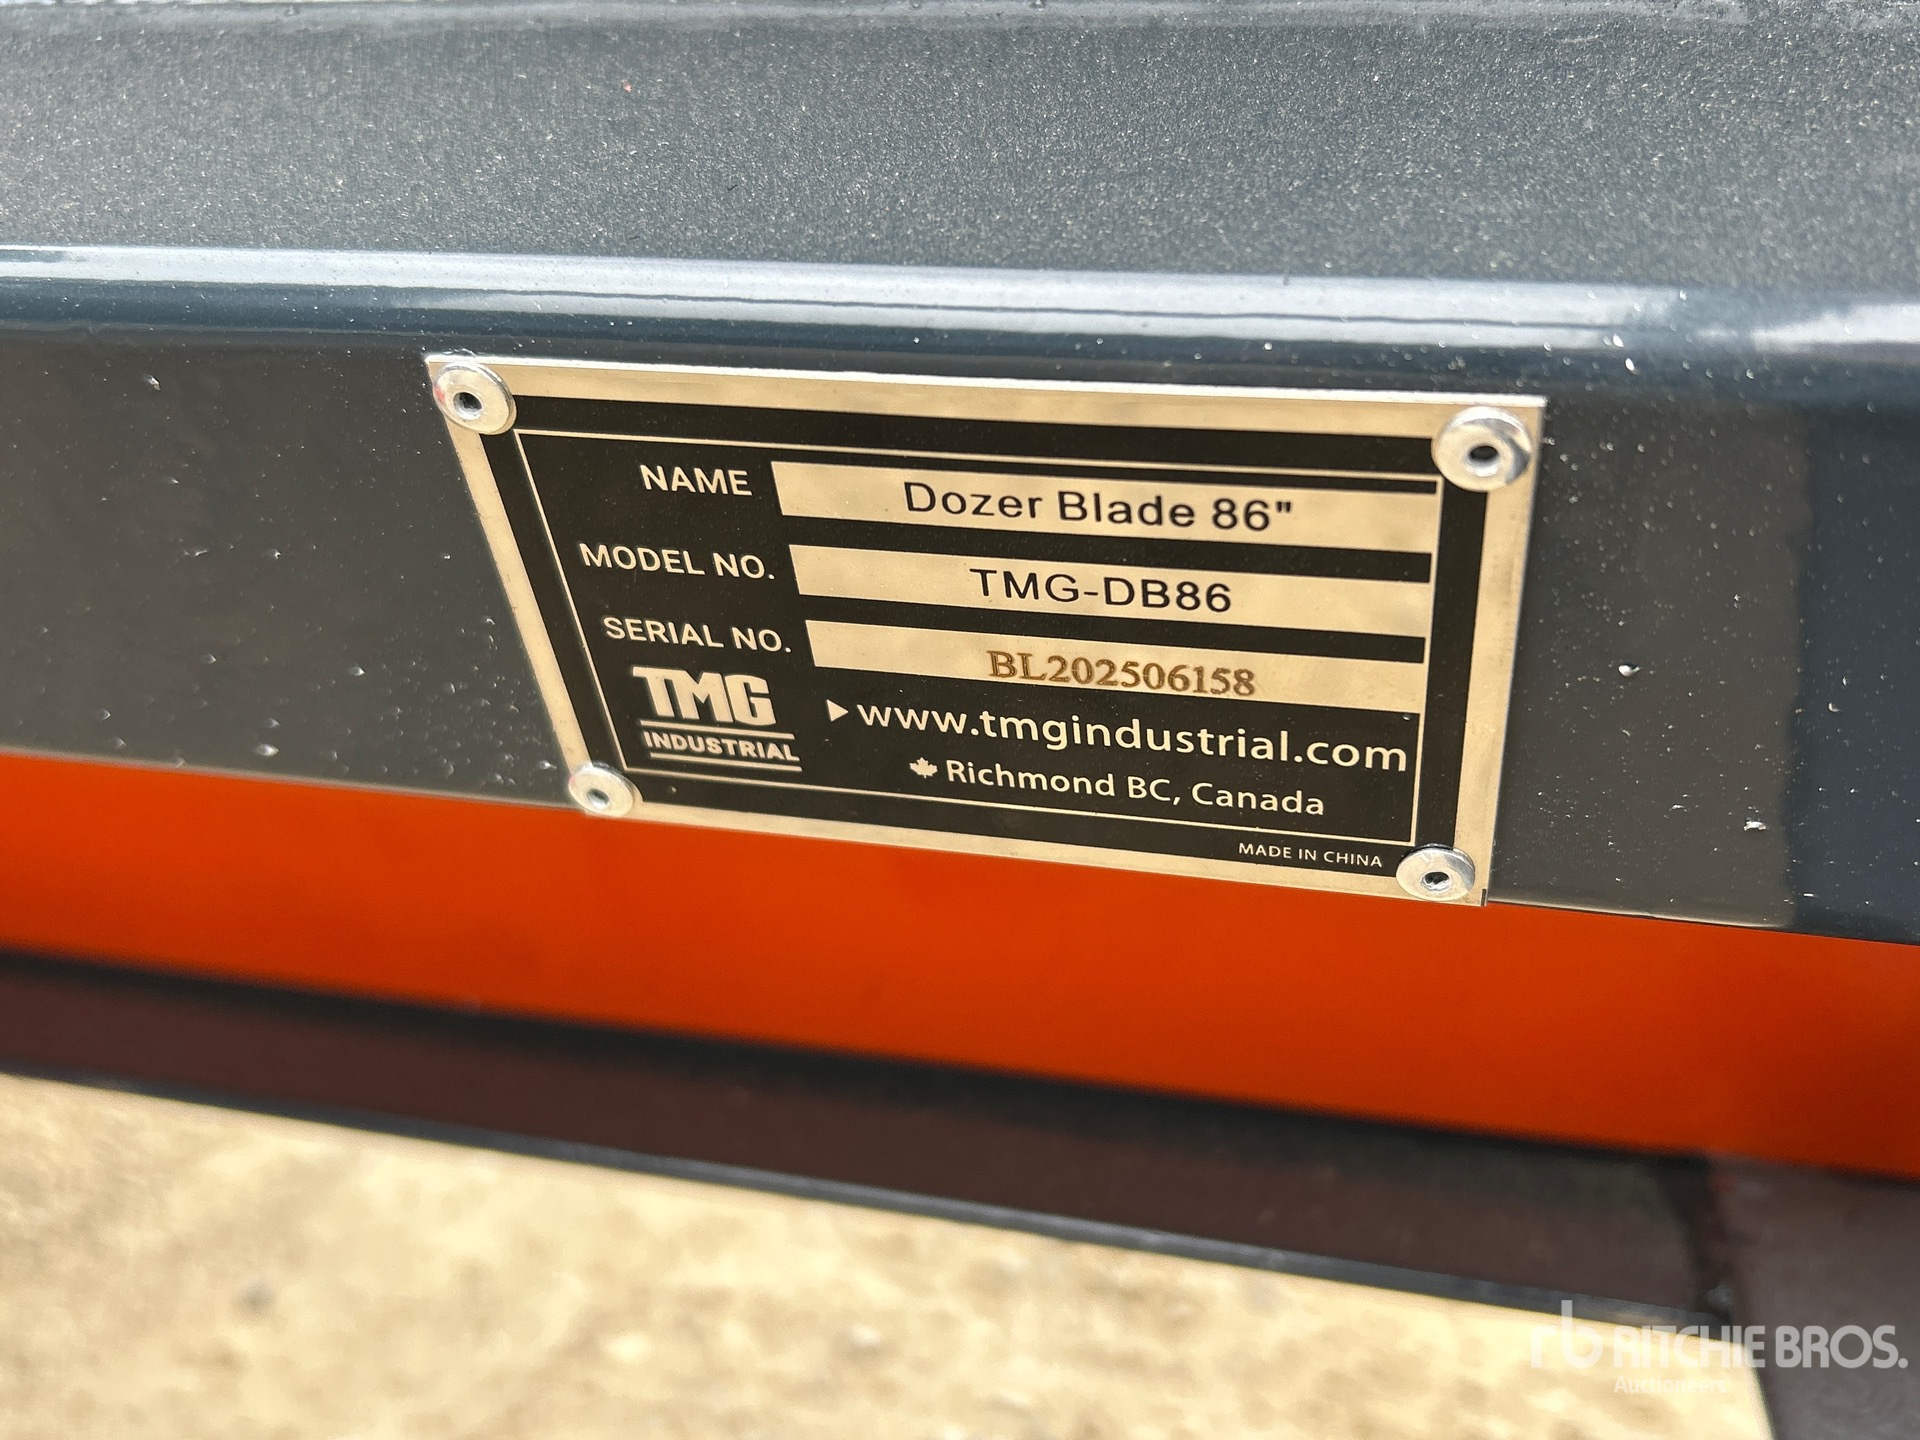 NAME Dozer Blade 86"
MODEL NO. TMG-DB86
SERIAL NO. BL202506158
TMG
INDUSTRIAL
www.tmgindustrial.com
Richmond BC, Canada
MADE IN CHINA
rb RITCHIE BROS.
Auctioneers